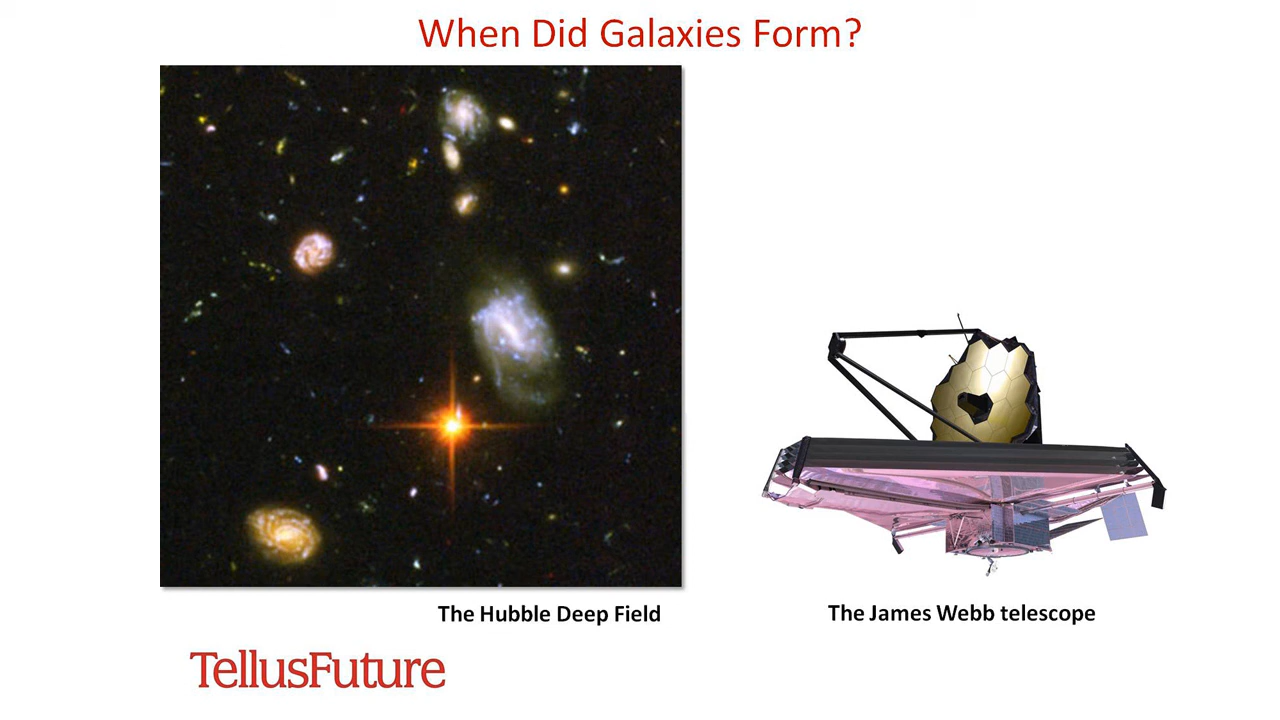 When Did Galaxies Form?
The Hubble Deep Field
The James Webb telescope
TellusFuture